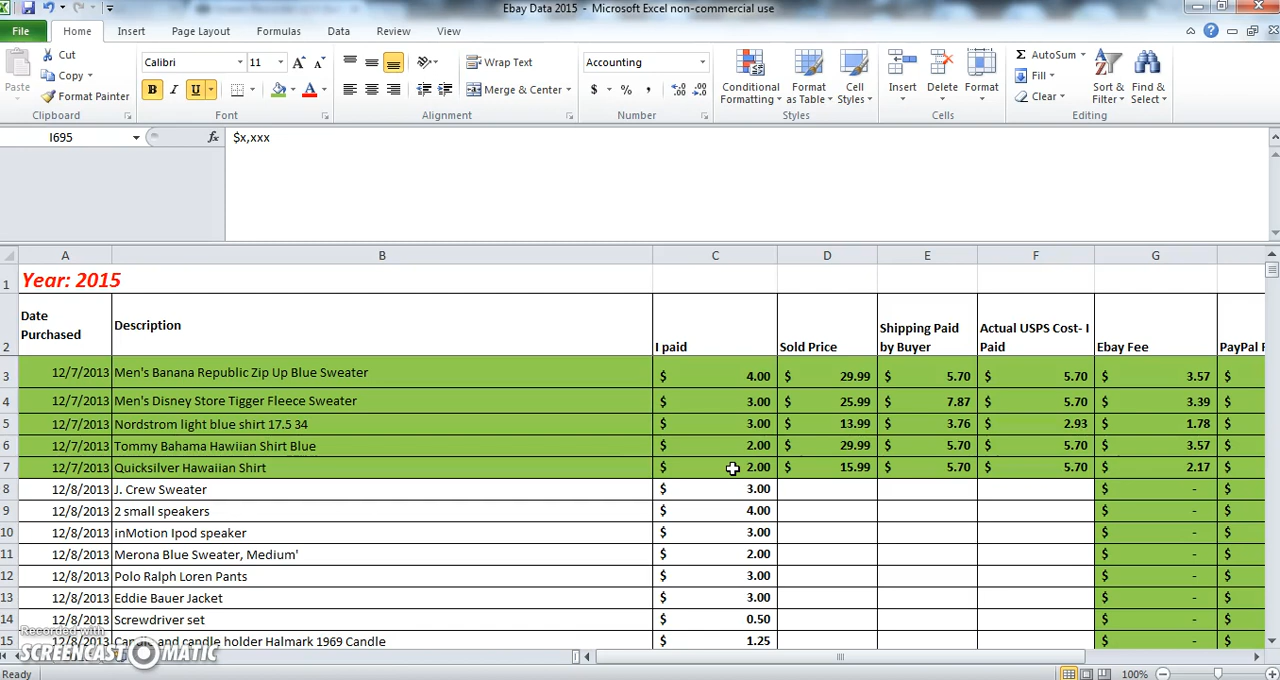 Ebay Data 2015 - Microsoft Excel non-commercial use
File Home Insert Page Layout Formulas Data Review View
Paste
Cut
Copy
Format Painter
Clipboard
Calibri 11 A A
B I U A
Font
Wrap Text
Merge & Center
Alignment
Accounting
$ % , .0 .00 .00 .0
Number
Conditional Formatting
Format as Table
Cell Styles
Styles
Insert Delete Format
Cells
Σ AutoSum
Fill
Clear
Sort & Filter
Find & Select
Editing
I695 fx $x,xxx
A B C D E F G
1 Year: 2015
2 Date Purchased Description I paid Sold Price Shipping Paid by Buyer Actual USPS Cost- I Paid Ebay Fee PayPal F
3 12/7/2013 Men's Banana Republic Zip Up Blue Sweater $ 4.00 $ 29.99 $ 5.70 $ 5.70 $ 3.57 $
4 12/7/2013 Men's Disney Store Tigger Fleece Sweater $ 3.00 $ 25.99 $ 7.87 $ 5.70 $ 3.39 $
5 12/7/2013 Nordstrom light blue shirt 17.5 34 $ 3.00 $ 13.99 $ 3.76 $ 2.93 $ 1.78 $
6 12/7/2013 Tommy Bahama Hawiian Shirt Blue $ 2.00 $ 29.99 $ 5.70 $ 5.70 $ 3.57 $
7 12/7/2013 Quicksilver Hawaiian Shirt $ 2.00 $ 15.99 $ 5.70 $ 5.70 $ 2.17 $
8 12/8/2013 J. Crew Sweater $ 3.00 $ - $
9 12/8/2013 2 small speakers $ 4.00 $ - $
10 12/8/2013 inMotion Ipod speaker $ 3.00 $ - $
11 12/8/2013 Merona Blue Sweater, Medium' $ 2.00 $ - $
12 12/8/2013 Polo Ralph Loren Pants $ 3.00 $ - $
13 12/8/2013 Eddie Bauer Jacket $ 3.00 $ - $
14 12/8/2013 Screwdriver set $ 0.50 $ - $
15 12/8/2013 Candle and candle holder Halmark 1969 Candle $ 1.25 $ - $
Recorded with
SCREENCAST MATIC
Ready 100%